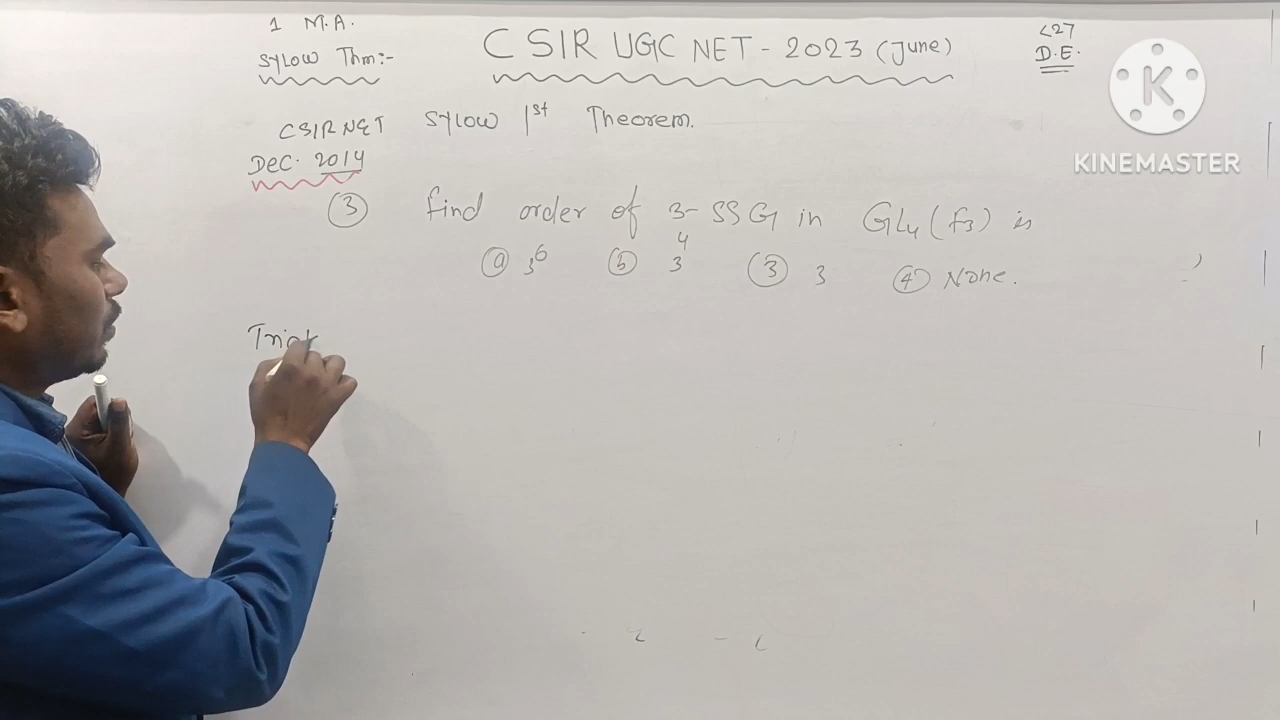 1 M.A.
Sylow Thm:-
CSIR UGC NET - 2023 (June)
<27
D.E.
KINEMASTER
CSIR NET
Dec. 2014
Sylow 1st Theorem.
(3) find order of 3-SSG in GL4(F3) is
(a) 3^6 (b) 3^4 (3) 3 (4) None.
Trick